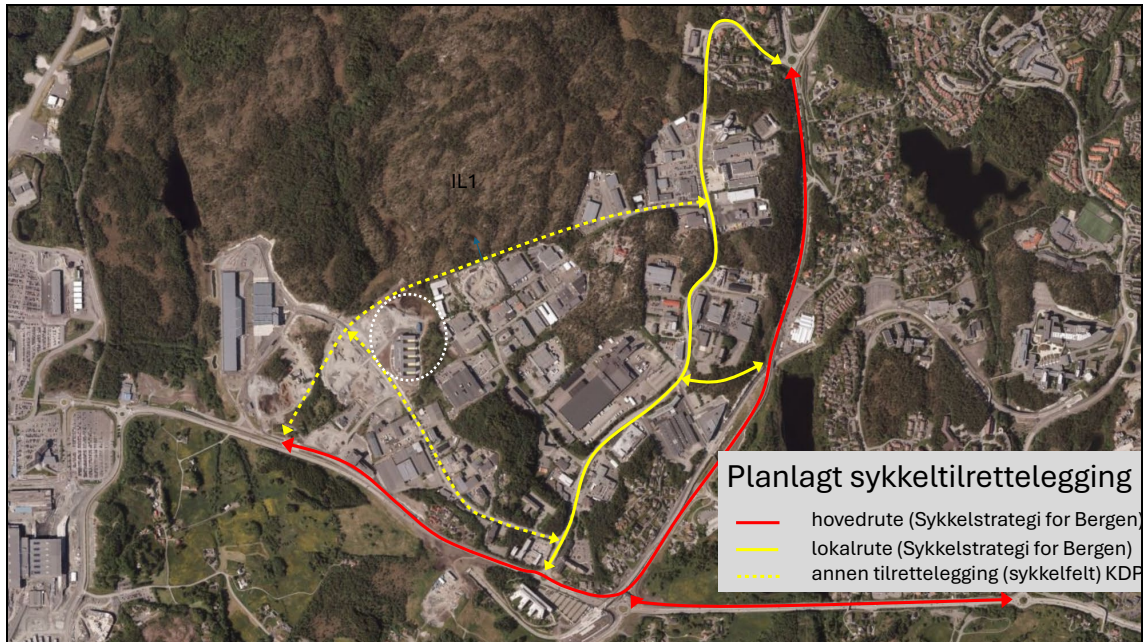 IL1
Planlagt sykkeltilrettelegging
hovedrute (Sykkelstrategi for Bergen)
lokalrute (Sykkelstrategi for Bergen)
annen tilrettelegging (sykkelfelt) KDP